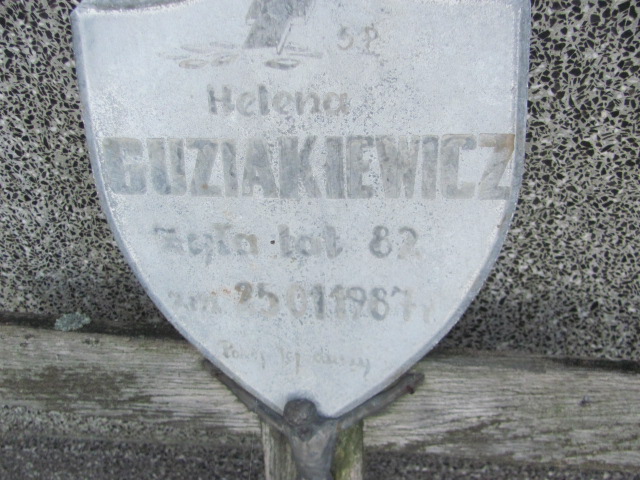 ś.P.
Helena
GUZIAKIEWICZ
żyła lat 82
zm. 25 01 1987 r.